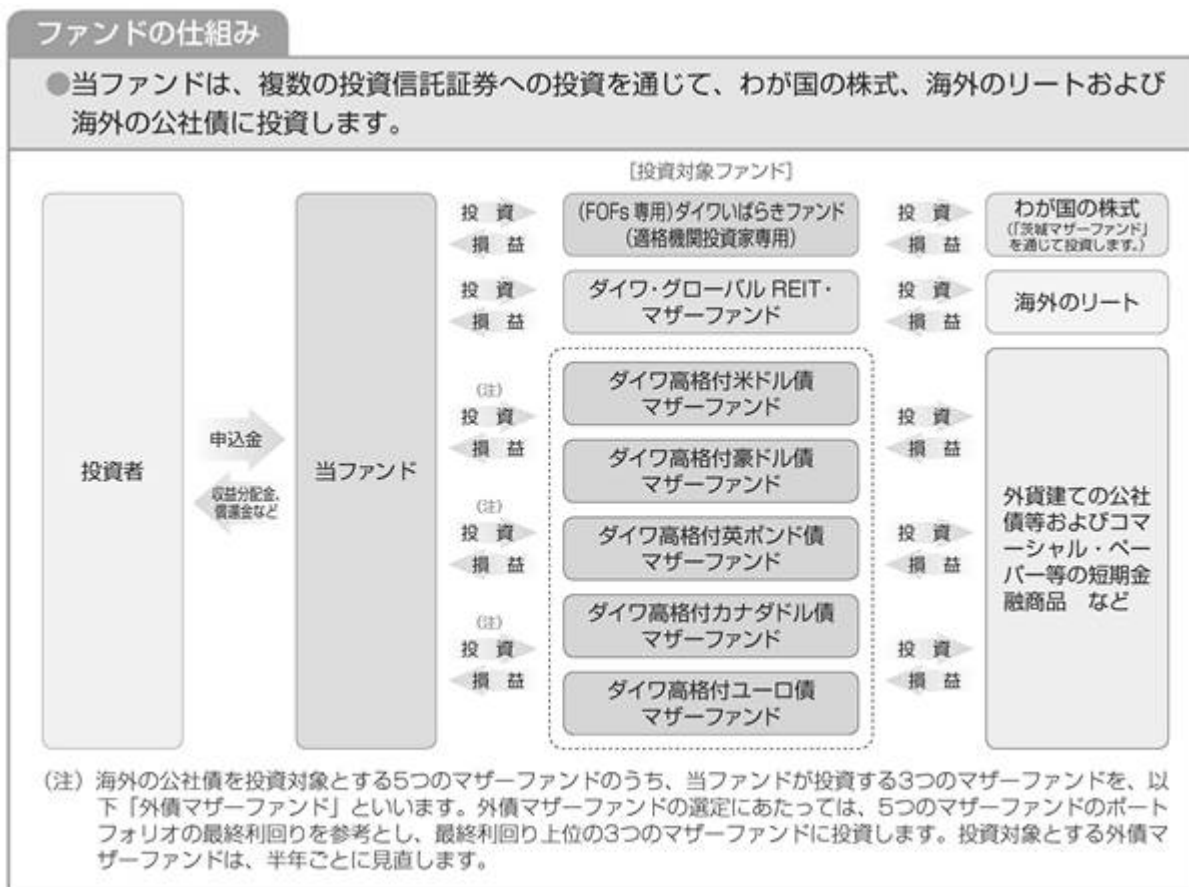 ファンドの仕組み
●当ファンドは、複数の投資信託証券への投資を通じて、わが国の株式、海外のリートおよび
海外の公社債に投資します。
[投資対象ファンド]
投資者
申込金
収益分配金、
償還金など
当ファンド
投 資
損 益
(FOFs 専用)ダイワいばらきファンド
(適格機関投資家専用)
投 資
損 益
わが国の株式
(「茨城マザーファンド」
を通じて投資します。)
投 資
損 益
ダイワ・グローバル REIT・
マザーファンド
投 資
損 益
海外のリート
(注)
投 資
損 益
(注)
投 資
損 益
(注)
投 資
損 益
ダイワ高格付米ドル債
マザーファンド
ダイワ高格付豪ドル債
マザーファンド
ダイワ高格付英ポンド債
マザーファンド
ダイワ高格付カナダドル債
マザーファンド
ダイワ高格付ユーロ債
マザーファンド
投 資
損 益
投 資
損 益
投 資
損 益
外貨建ての公社
債等およびコマ
ーシャル・ペー
パー等の短期金
融商品 など
(注) 海外の公社債を投資対象とする5つのマザーファンドのうち、当ファンドが投資する3つのマザーファンドを、以
下「外債マザーファンド」といいます。外債マザーファンドの選定にあたっては、5つのマザーファンドのポート
フォリオの最終利回りを参考とし、最終利回り上位の3つのマザーファンドに投資します。投資対象とする外債マ
ザーファンドは、半年ごとに見直します。